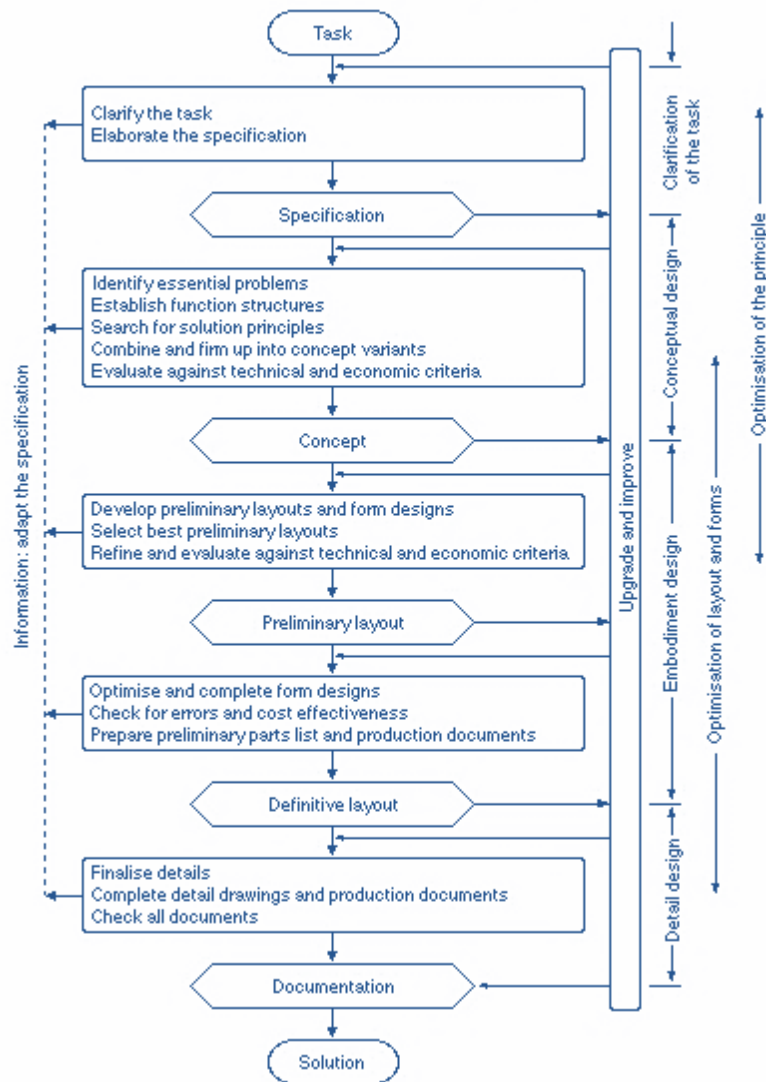 Task
Clarify the task
Elaborate the specification
Specification
Identify essential problems
Establish function structures
Search for solution principles
Combine and firm up into concept variants
Evaluate against technical and economic criteria
Concept
Develop preliminary layouts and form designs
Select best preliminary layouts
Refine and evaluate against technical and economic criteria
Preliminary layout
Optimise and complete form designs
Check for errors and cost effectiveness
Prepare preliminary parts list and production documents
Definitive layout
Finalise details
Complete detail drawings and production documents
Check all documents
Documentation
Solution
Information: adapt the specification
Upgrade and improve
Clarification
of the task
Conceptual design
Embodiment design
Detail design
Optimisation of layout and forms
Optimisation of the principle